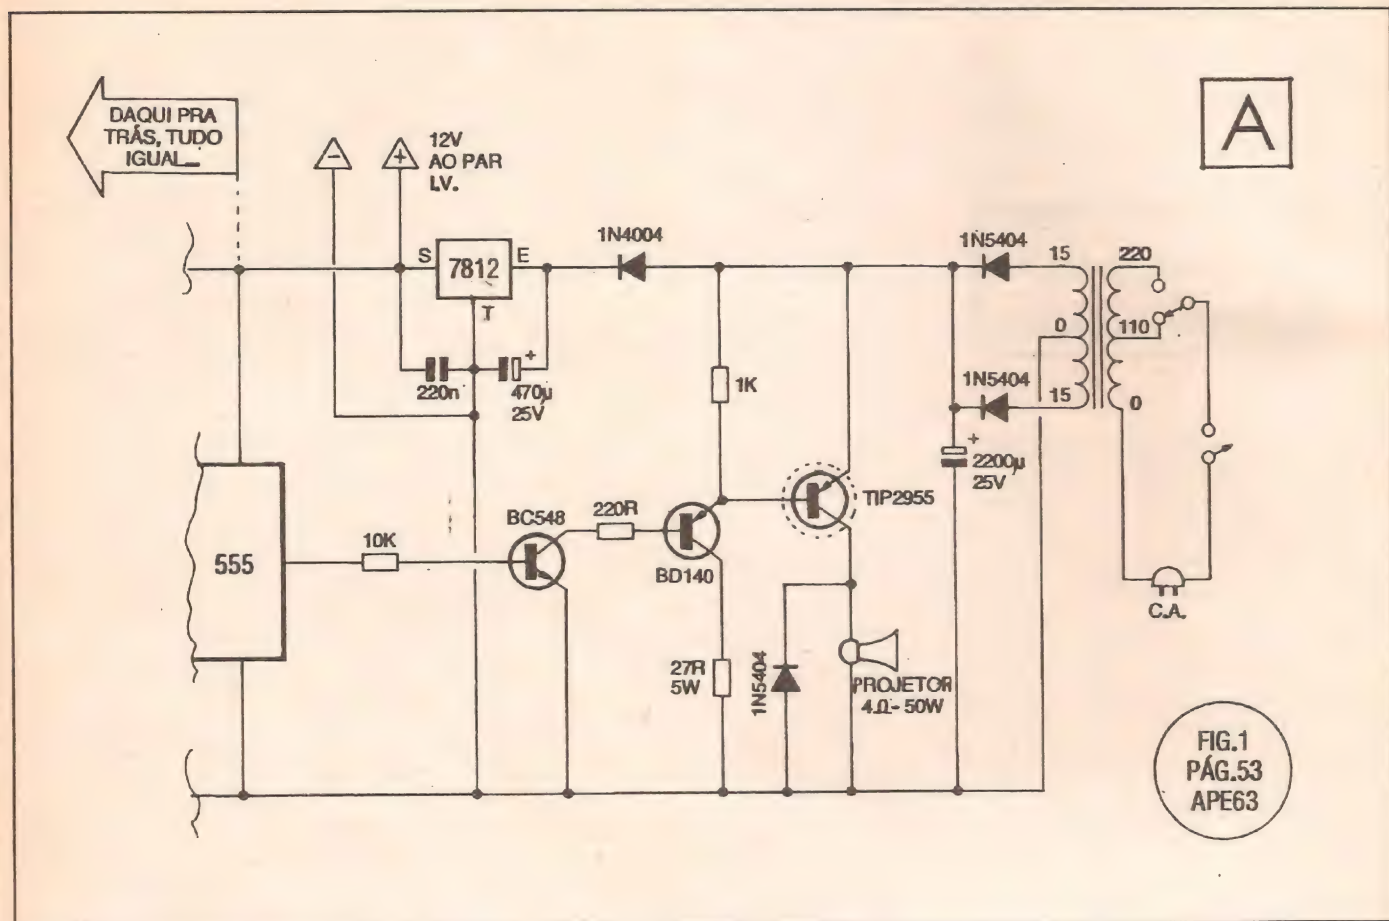 DAQUI PRA
TRÁS, TUDO
IGUAL...
A
-
+
12V
AO PAR
I.V.
S
7812
E
T
1N4004
1N5404
15
220
0
110
1N5404
15
0
220n
+
470µ
25V
1K
+
2200µ
25V
TIP2955
BC548
220R
10K
555
BD140
C.A.
27R
5W
1N5404
PROJETOR
4Ω - 50W
FIG.1
PÁG.53
APE63